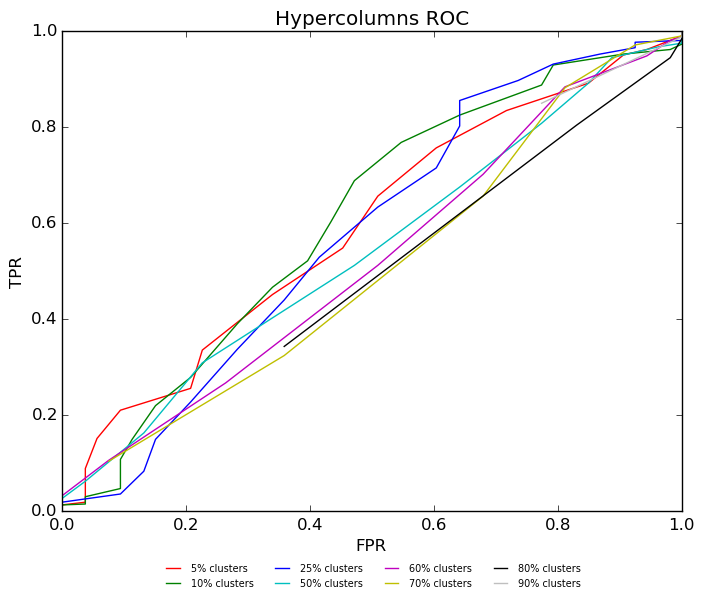 Hypercolumns ROC
1.0
0.8
0.6
0.4
0.2
0.0
TPR
0.0 0.2 0.4 0.6 0.8 1.0
FPR
5% clusters 25% clusters 60% clusters 80% clusters
10% clusters 50% clusters 70% clusters 90% clusters